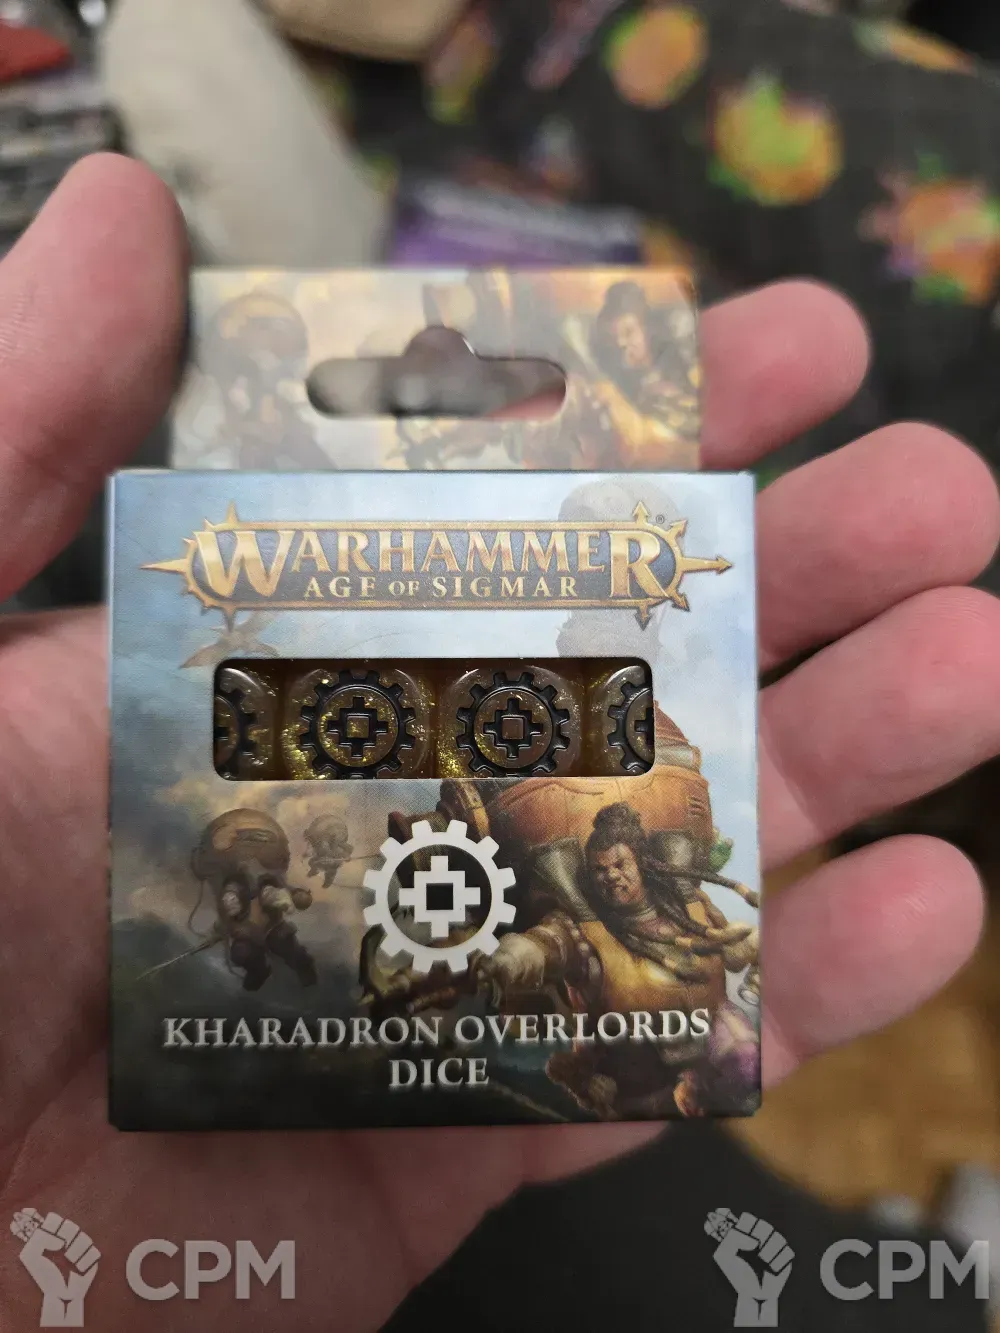 WARHAMMER®
AGE OF SIGMAR
KHARADRON OVERLORDS
DICE
CPM
CPM